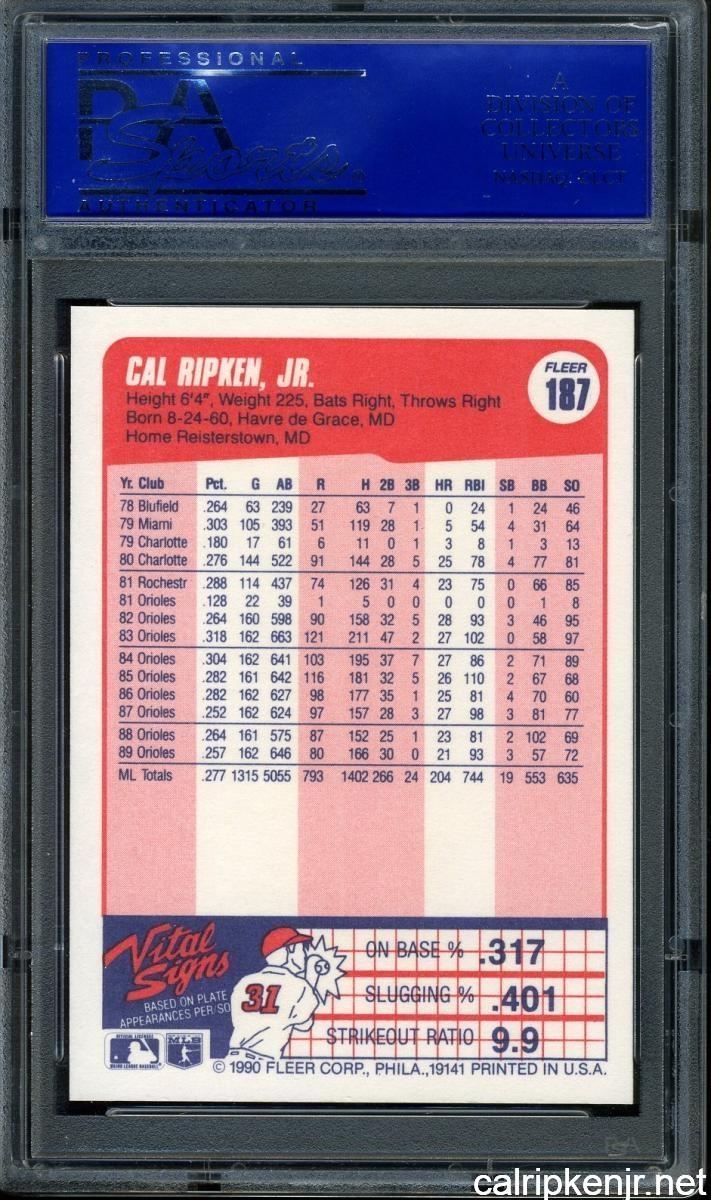 PROFESSIONAL
PSA
Sports®
AUTHENTICATOR
A
DIVISION OF
COLLECTORS
UNIVERSE
NASDAQ: CLCT
CAL RIPKEN, JR.
Height 6'4", Weight 225, Bats Right, Throws Right
Born 8-24-60, Havre de Grace, MD
Home Reisterstown, MD
FLEER
187
Yr. Club Pct. G AB R H 2B 3B HR RBI SB BB SO
78 Blufield .264 63 239 27 63 7 1 0 24 1 24 46
79 Miami .303 105 393 51 119 28 1 5 54 4 31 64
79 Charlotte .180 17 61 6 11 0 1 3 8 1 3 13
80 Charlotte .276 144 522 91 144 28 5 25 78 4 77 81
81 Rochestr .288 114 437 74 126 31 4 23 75 0 66 85
81 Orioles .128 22 39 1 5 0 0 0 0 0 1 8
82 Orioles .264 160 598 90 158 32 5 28 93 3 46 95
83 Orioles .318 162 663 121 211 47 2 27 102 0 58 97
84 Orioles .304 162 641 103 195 37 7 27 86 2 71 89
85 Orioles .282 161 642 116 181 32 5 26 110 2 67 68
86 Orioles .282 162 627 98 177 35 1 25 81 4 70 60
87 Orioles .252 162 624 97 157 28 3 27 98 3 81 77
88 Orioles .264 161 575 87 152 25 1 23 81 2 102 69
89 Orioles .257 162 646 80 166 30 0 21 93 3 57 72
ML Totals .277 1315 5055 793 1402 266 24 204 744 19 553 635
Vital
Signs
BASED ON PLATE
APPEARANCES PER/SO
31
ON BASE % .317
SLUGGING % .401
STRIKEOUT RATIO 9.9
OFFICIAL LICENSEE
MAJOR LEAGUE BASEBALL
MLB
© 1990 FLEER CORP., PHILA., 19141 PRINTED IN U.S.A.
PSA
calripkenjr.net